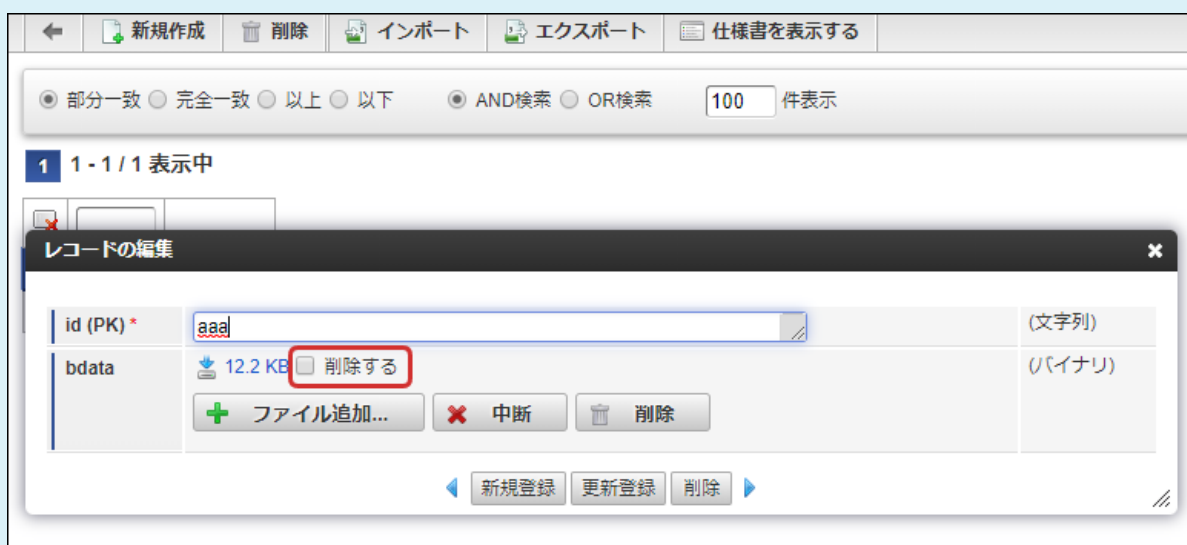 新規作成 削除 インポート エクスポート 仕様書を表示する
部分一致 完全一致 以上 以下 AND検索 OR検索 100 件表示
1 1 - 1 / 1 表示中
レコードの編集
id (PK) * aaa (文字列)
bdata 12.2 KB 削除する (バイナリ)
ファイル追加... 中断 削除
新規登録 更新登録 削除